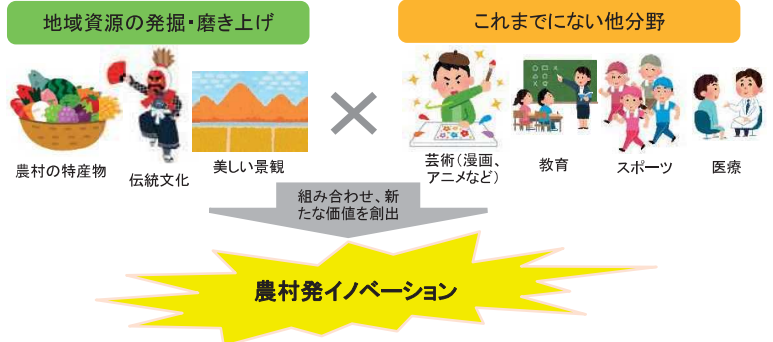 地域資源の発掘・磨き上げ
これまでにない他分野
農村の特産物
伝統文化
美しい景観
芸術（漫画、
アニメなど）
教育
スポーツ
医療
組み合わせ、新
たな価値を創出
農村発イノベーション